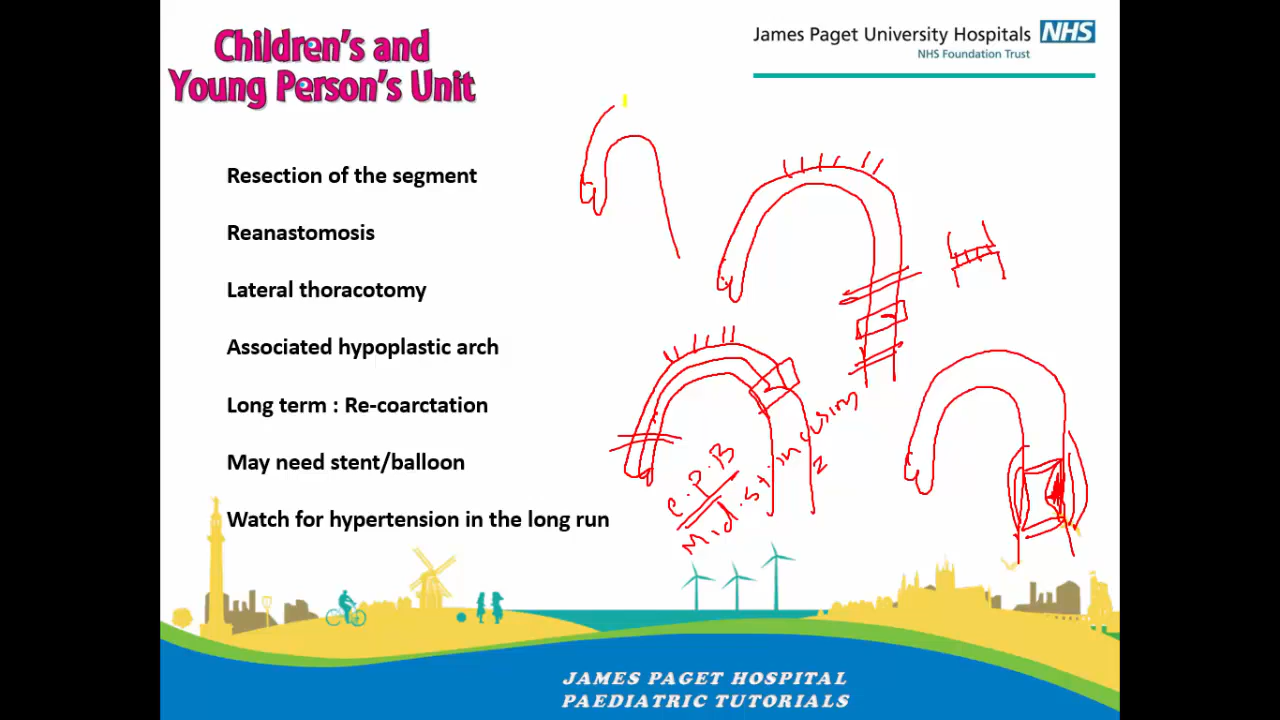 Children's and
Young Person's Unit
James Paget University Hospitals NHS
NHS Foundation Trust
Resection of the segment
Reanastomosis
Lateral thoracotomy
Associated hypoplastic arch
Long term : Re-coarctation
May need stent/balloon
Watch for hypertension in the long run
C.P.B
Mid.st incision
JAMES PAGET HOSPITAL
PAEDIATRIC TUTORIALS